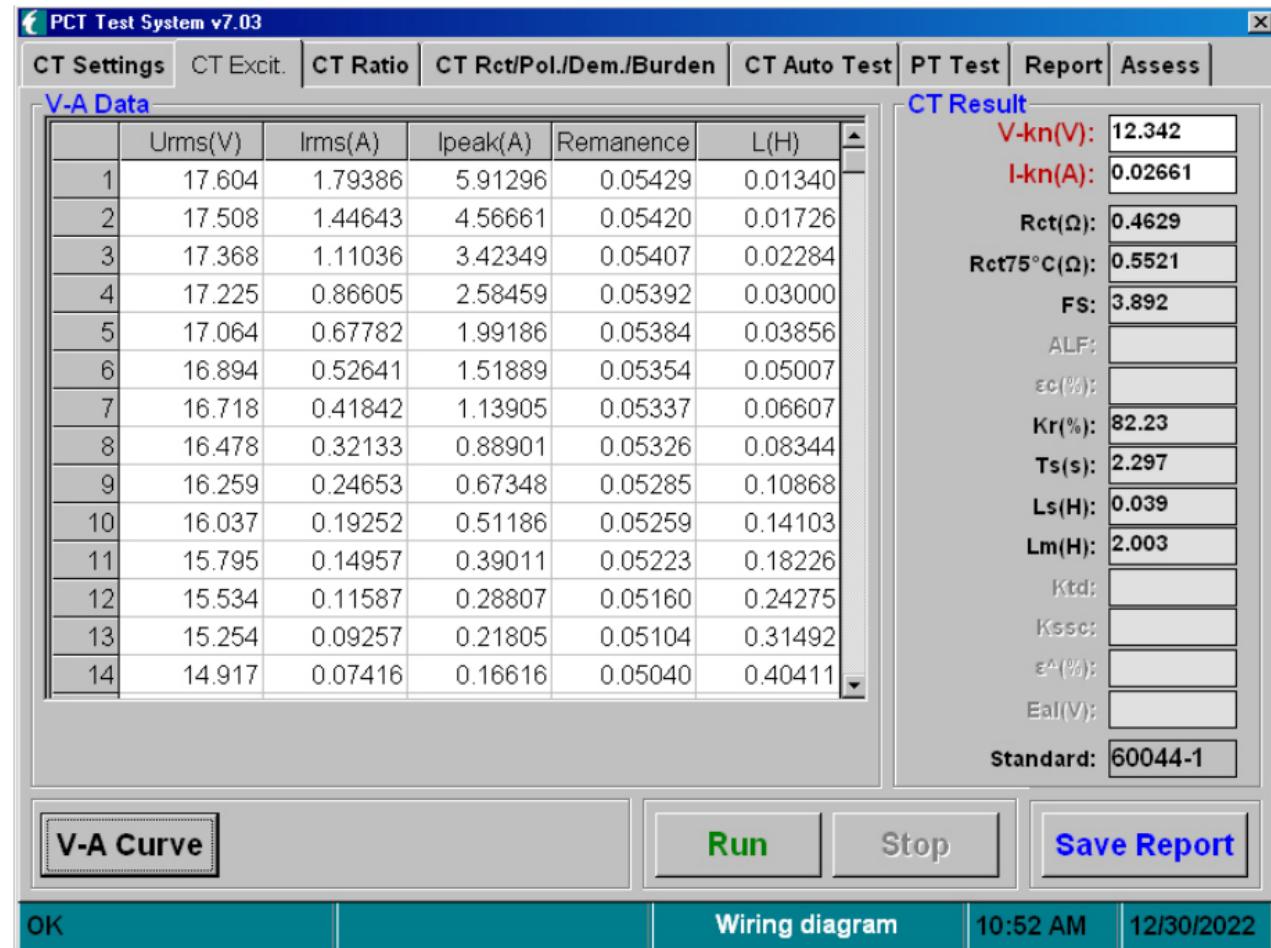 PCT Test System v7.03
CT Settings CT Excit. CT Ratio CT Rct/Pol./Dem./Burden CT Auto Test PT Test Report Assess
V-A Data
Urms(V) Irms(A) Ipeak(A) Remanence L(H)
1 17.604 1.79386 5.91296 0.05429 0.01340
2 17.508 1.44643 4.56661 0.05420 0.01726
3 17.368 1.11036 3.42349 0.05407 0.02284
4 17.225 0.86605 2.58459 0.05392 0.03000
5 17.064 0.67782 1.99186 0.05384 0.03856
6 16.894 0.52641 1.51889 0.05354 0.05007
7 16.718 0.41842 1.13905 0.05337 0.06607
8 16.478 0.32133 0.88901 0.05326 0.08344
9 16.259 0.24653 0.67348 0.05285 0.10868
10 16.037 0.19252 0.51186 0.05259 0.14103
11 15.795 0.14957 0.39011 0.05223 0.18226
12 15.534 0.11587 0.28807 0.05160 0.24275
13 15.254 0.09257 0.21805 0.05104 0.31492
14 14.917 0.07416 0.16616 0.05040 0.40411
CT Result
V-kn(V): 12.342
I-kn(A): 0.02661
Rct(Ω): 0.4629
Rct75°C(Ω): 0.5521
FS: 3.892
ALF:
εc(%):
Kr(%): 82.23
Ts(s): 2.297
Ls(H): 0.039
Lm(H): 2.003
Ktd:
Kssc:
ε^(%):
Eal(V):
Standard: 60044-1
V-A Curve Run Stop Save Report
OK Wiring diagram 10:52 AM 12/30/2022